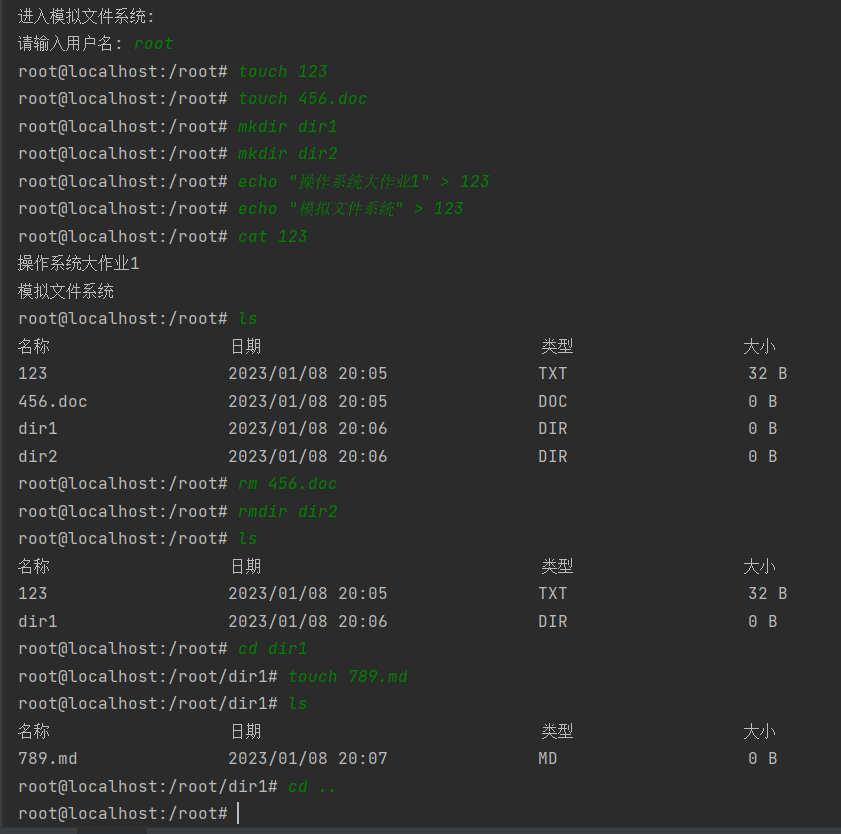 进入模拟文件系统:
请输入用户名: root
root@localhost:/root# touch 123
root@localhost:/root# touch 456.doc
root@localhost:/root# mkdir dir1
root@localhost:/root# mkdir dir2
root@localhost:/root# echo "操作系统大作业1" > 123
root@localhost:/root# echo "模拟文件系统" > 123
root@localhost:/root# cat 123
操作系统大作业1
模拟文件系统
root@localhost:/root# ls
名称 日期 类型 大小
123 2023/01/08 20:05 TXT 32 B
456.doc 2023/01/08 20:05 DOC 0 B
dir1 2023/01/08 20:06 DIR 0 B
dir2 2023/01/08 20:06 DIR 0 B
root@localhost:/root# rm 456.doc
root@localhost:/root# rmdir dir2
root@localhost:/root# ls
名称 日期 类型 大小
123 2023/01/08 20:05 TXT 32 B
dir1 2023/01/08 20:06 DIR 0 B
root@localhost:/root# cd dir1
root@localhost:/root/dir1# touch 789.md
root@localhost:/root/dir1# ls
名称 日期 类型 大小
789.md 2023/01/08 20:07 MD 0 B
root@localhost:/root/dir1# cd ..
root@localhost:/root#